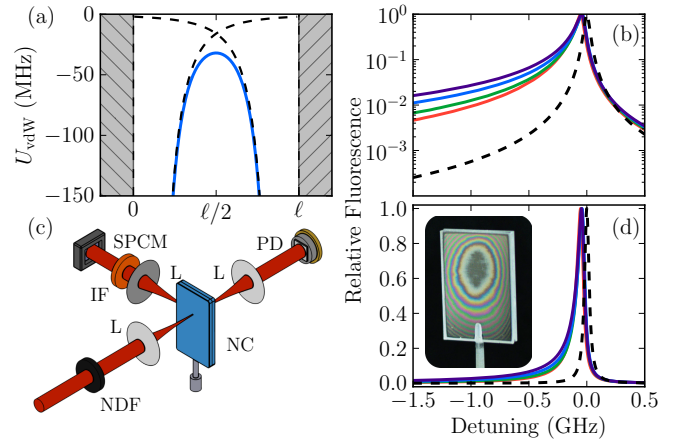 (a)
U_vdW (MHz)
0
−50
−100
−150
0
ℓ/2
ℓ
(b)
Relative Fluorescence
10^0
10^-1
10^-2
10^-3
(c)
SPCM
IF
L
L
PD
L
NC
NDF
(d)
1.0
0.8
0.6
0.4
0.2
0.0
−1.5
−1.0
−0.5
0.0
0.5
Detuning (GHz)